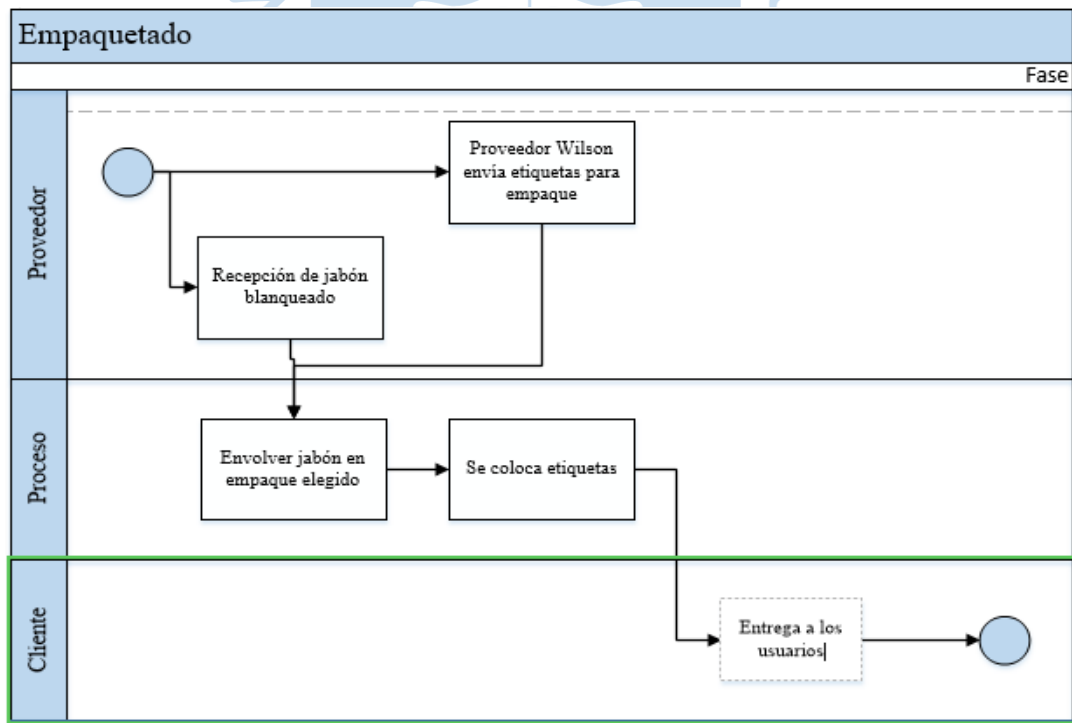 Empaquetado
Fase
Proveedor
Proveedor Wilson
envía etiquetas para
empaque
Recepción de jabón
blanqueado
Proceso
Envolver jabón en
empaque elegido
Se coloca etiquetas
Cliente
Entrega a los
usuarios